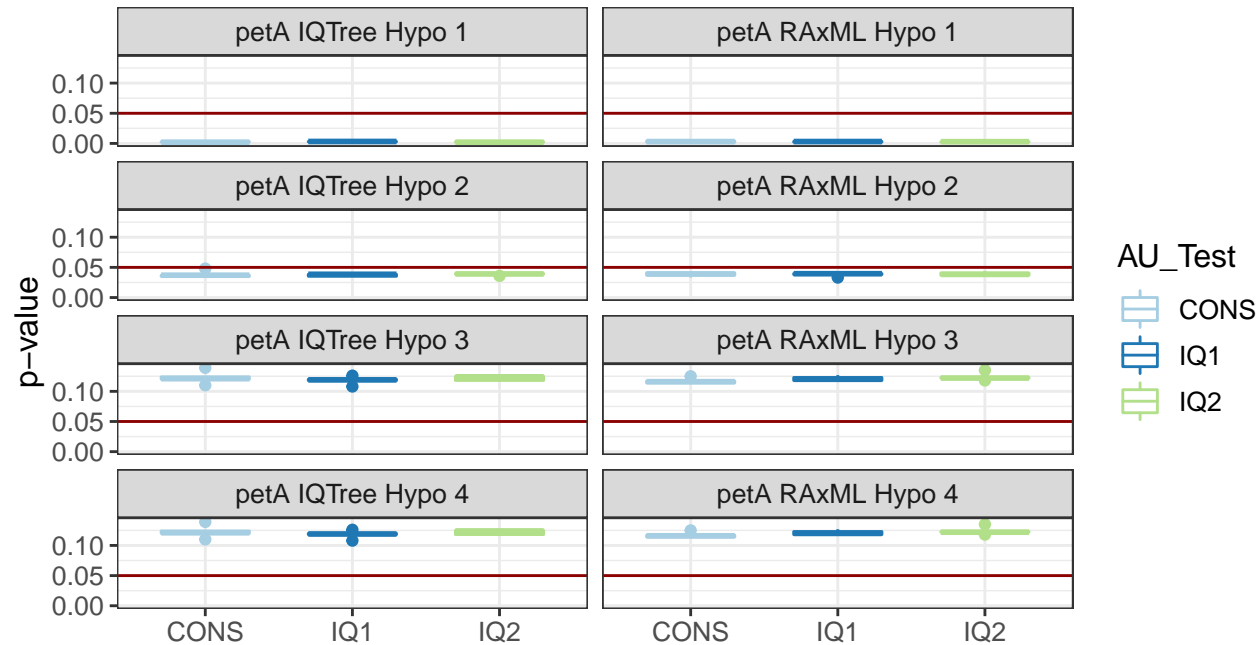 petA IQTree Hypo 1 petA RAxML Hypo 1
0.10
0.05
0.00
petA IQTree Hypo 2 petA RAxML Hypo 2
0.10
0.05
0.00
petA IQTree Hypo 3 petA RAxML Hypo 3
0.10
0.05
0.00
petA IQTree Hypo 4 petA RAxML Hypo 4
0.10
0.05
0.00
CONS IQ1 IQ2 CONS IQ1 IQ2
p−value
AU_Test
CONS
IQ1
IQ2